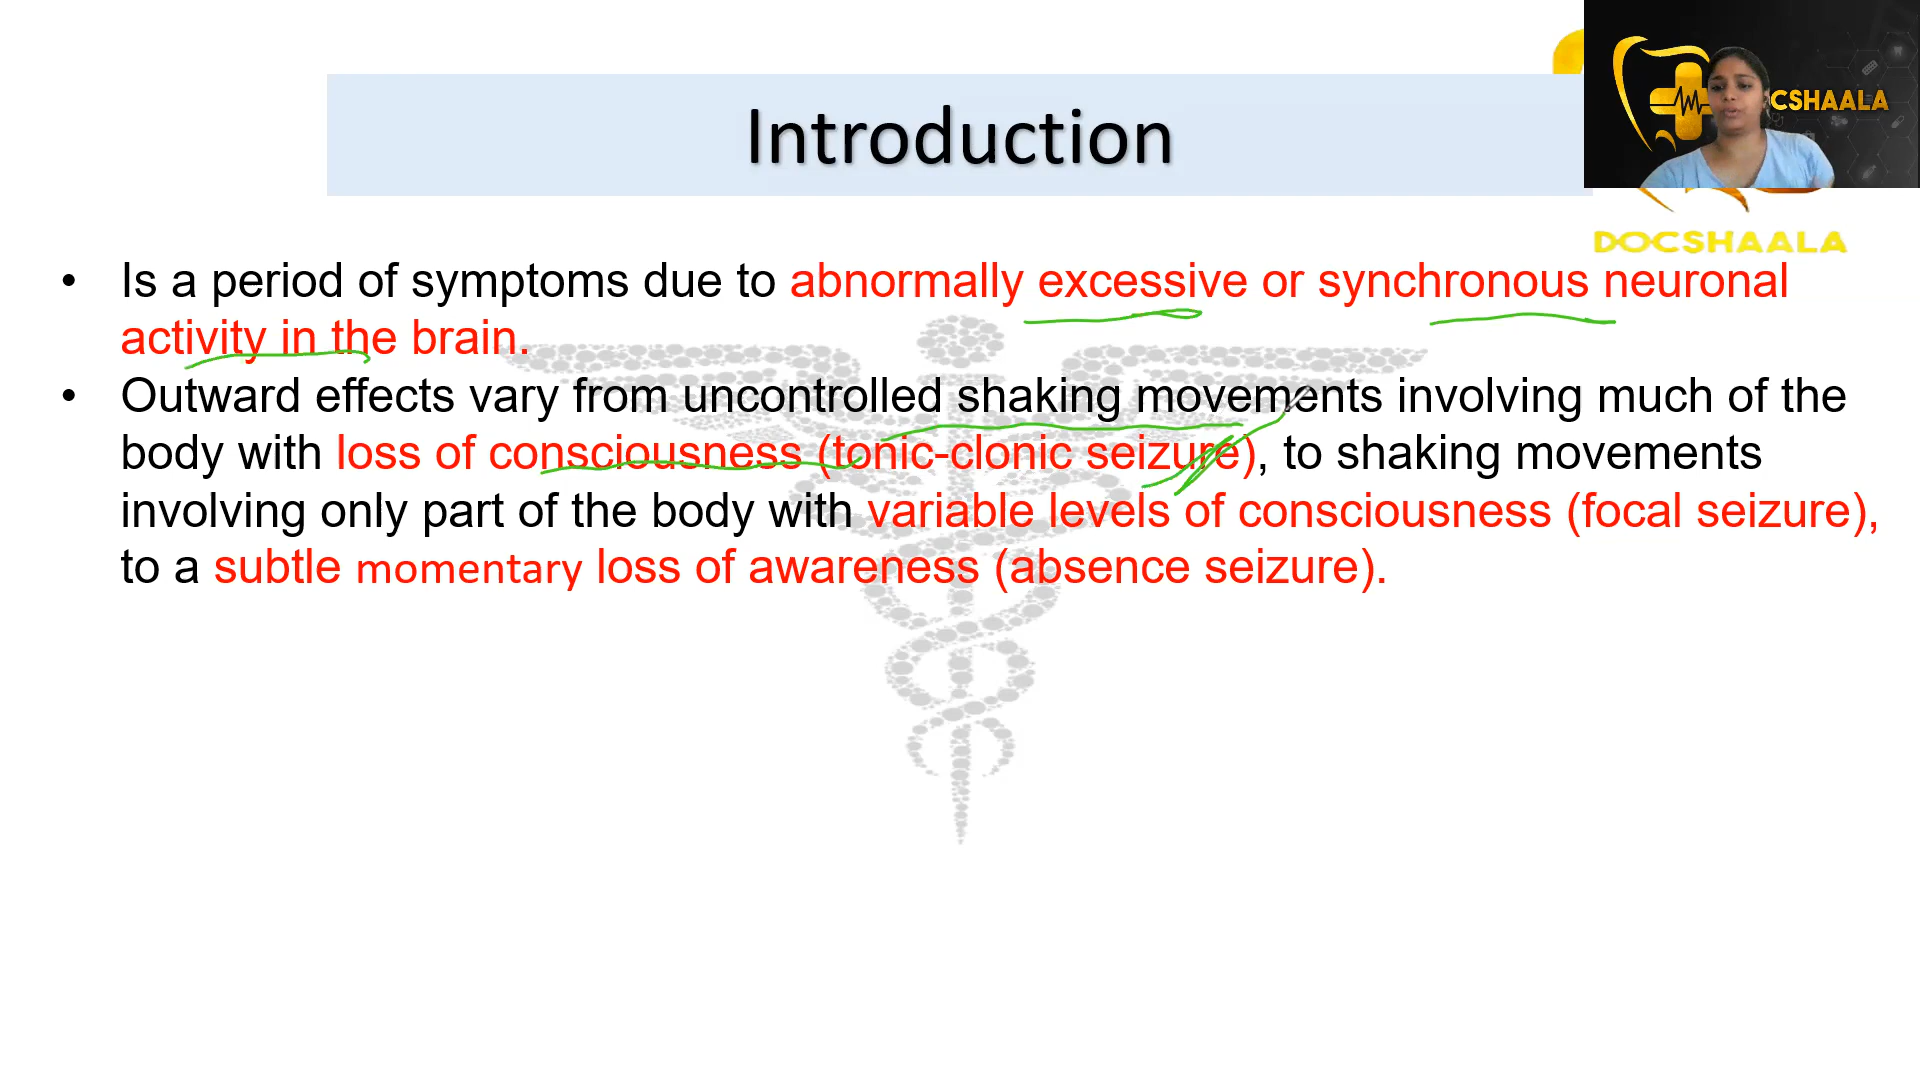 Introduction
CSHAALA
DOCSHAALA
• Is a period of symptoms due to abnormally excessive or synchronous neuronal
activity in the brain.
• Outward effects vary from uncontrolled shaking movements involving much of the
body with loss of consciousness (tonic-clonic seizure), to shaking movements
involving only part of the body with variable levels of consciousness (focal seizure),
to a subtle momentary loss of awareness (absence seizure).